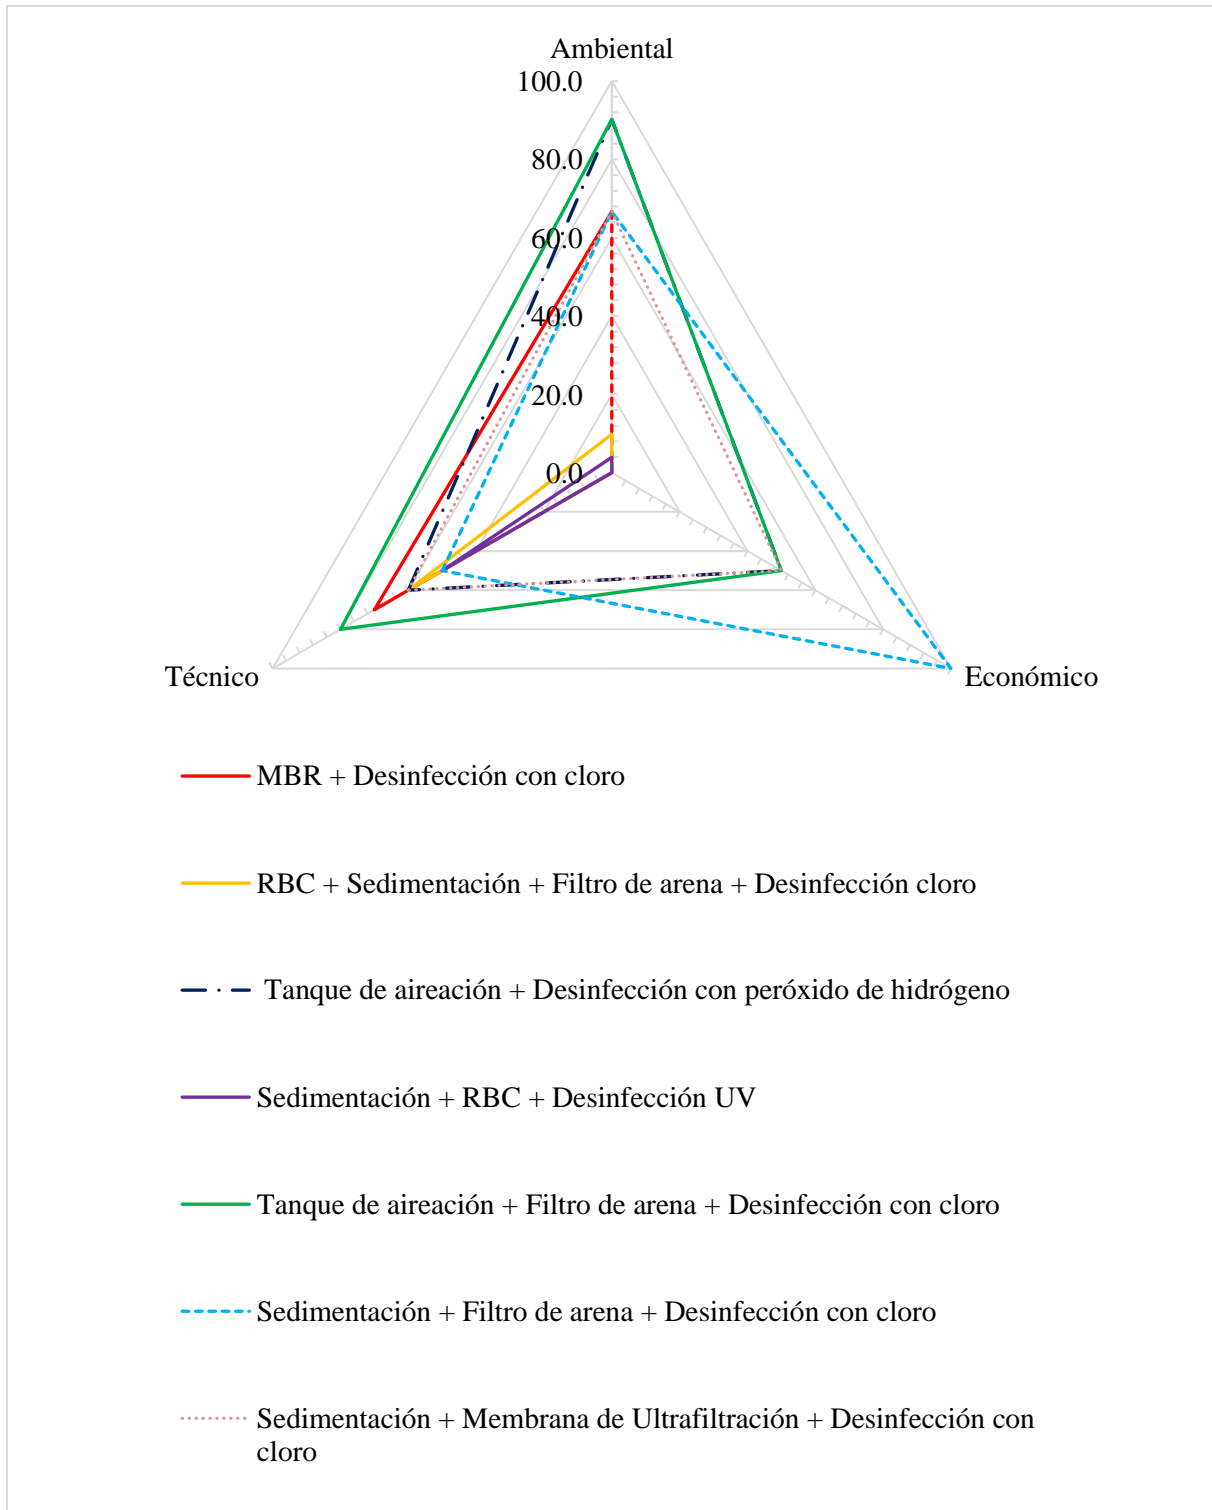 Ambiental
100.0
80.0
60.0
40.0
20.0
0.0
Técnico
Económico
MBR + Desinfección con cloro
RBC + Sedimentación + Filtro de arena + Desinfección cloro
Tanque de aireación + Desinfección con peróxido de hidrógeno
Sedimentación + RBC + Desinfección UV
Tanque de aireación + Filtro de arena + Desinfección con cloro
Sedimentación + Filtro de arena + Desinfección con cloro
Sedimentación + Membrana de Ultrafiltración + Desinfección con
cloro